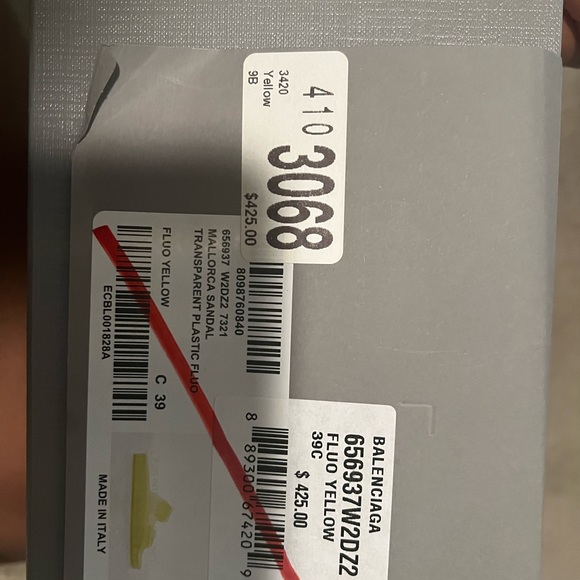 410
3068
3420
Yellow
9B
$425.00
8098760840
656937 W2DZ2 7321
MALLORCA SANDAL
TRANSPARENT PLASTIC FLUO
FLUO YELLOW
C 39
ECBL001828A
MADE IN ITALY
BALENCIAGA
656937W2DZ2
FLUO YELLOW
39C
$ 425.00
8 89300 67420 9